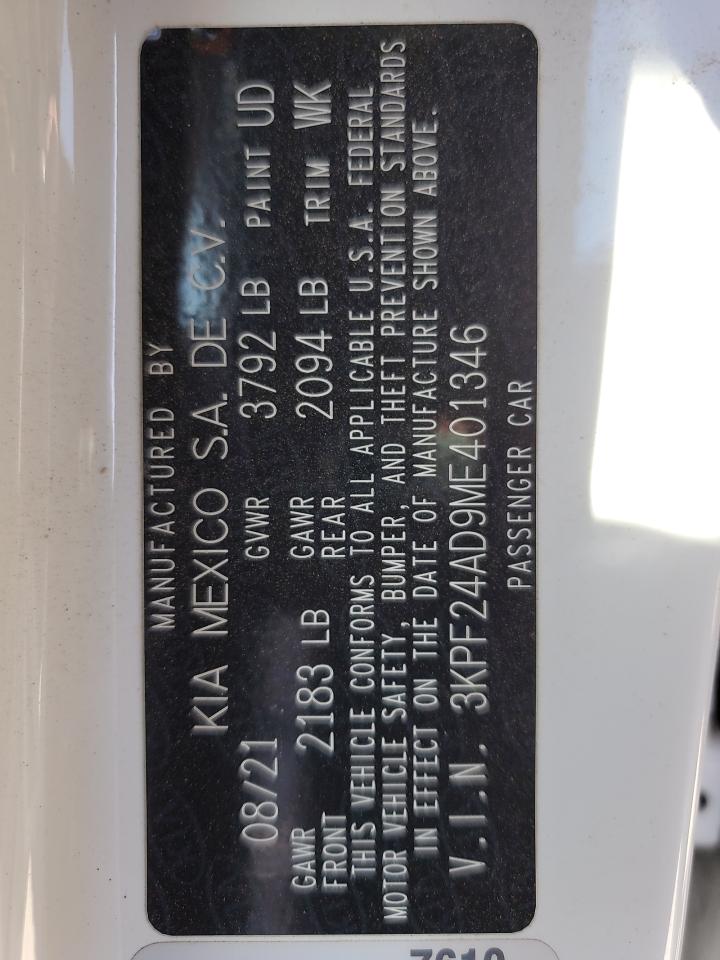 MANUFACTURED BY
KIA MEXICO S.A. DE C.V.
08/21 GVWR 3792 LB PAINT UD
GAWR FRONT 2183 LB GAWR REAR 2094 LB TRIM WK
THIS VEHICLE CONFORMS TO ALL APPLICABLE U.S.A. FEDERAL
MOTOR VEHICLE SAFETY, BUMPER, AND THEFT PREVENTION STANDARDS
IN EFFECT ON THE DATE OF MANUFACTURE SHOWN ABOVE.
V.I.N. 3KPF24AD9ME401346
PASSENGER CAR